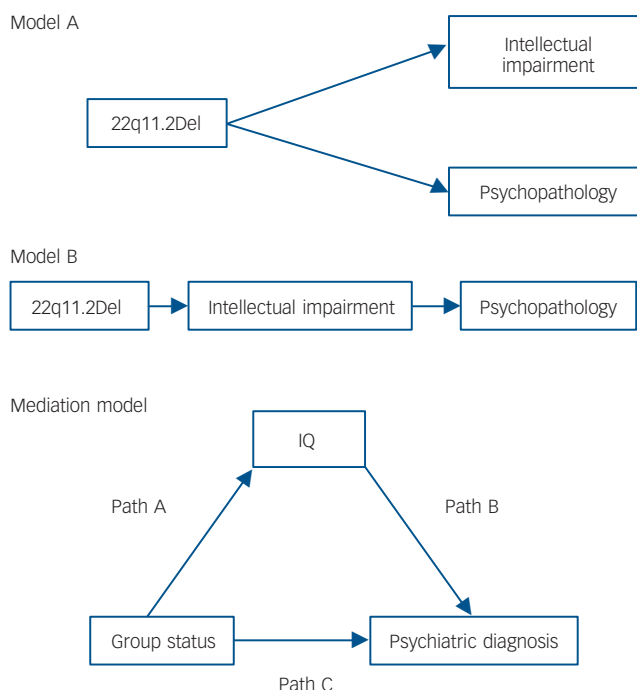 Model A
Intellectual
impairment
22q11.2Del
Psychopathology
Model B
22q11.2Del
Intellectual impairment
Psychopathology
Mediation model
IQ
Path A
Path B
Group status
Psychiatric diagnosis
Path C